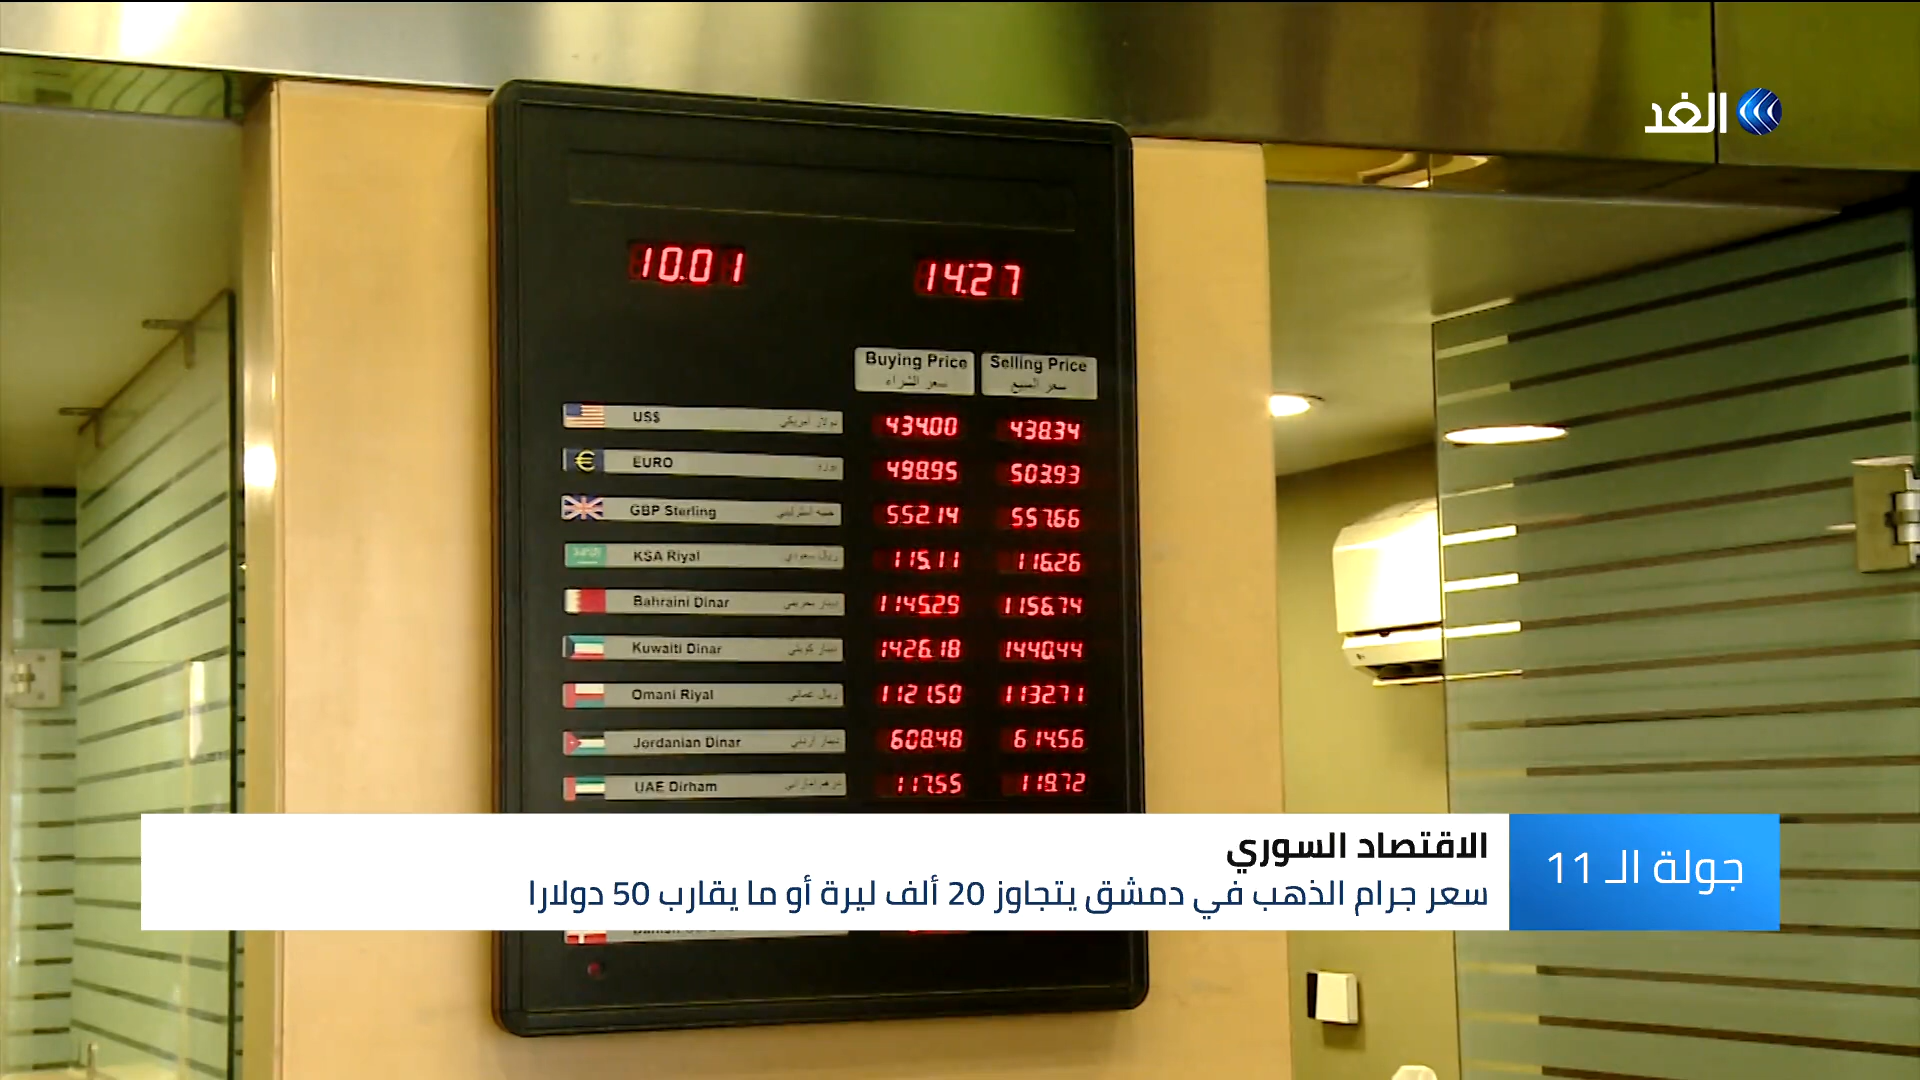 الغد
10.01 14:27
Buying Price Selling Price
سعر الشراء سعر المبيع
US$ دولار امريكي 434.00 438.34
EURO يورو 498.95 503.93
GBP Sterling جنيه استرليني 552.14 557.66
KSA Riyal ريال سعودي 115.11 116.26
Bahraini Dinar دينار بحريني 1145.29 1156.74
Kuwaiti Dinar دينار كويتي 1426.18 1440.44
Omani Riyal ريال عماني 1121.50 1132.71
Jordanian Dinar دينار اردني 608.48 614.56
UAE Dirham درهم اماراتي 117.55 118.72
جولة الـ 11
الاقتصاد السوري
سعر جرام الذهب في دمشق يتجاوز 20 ألف ليرة أو ما يقارب 50 دولارا